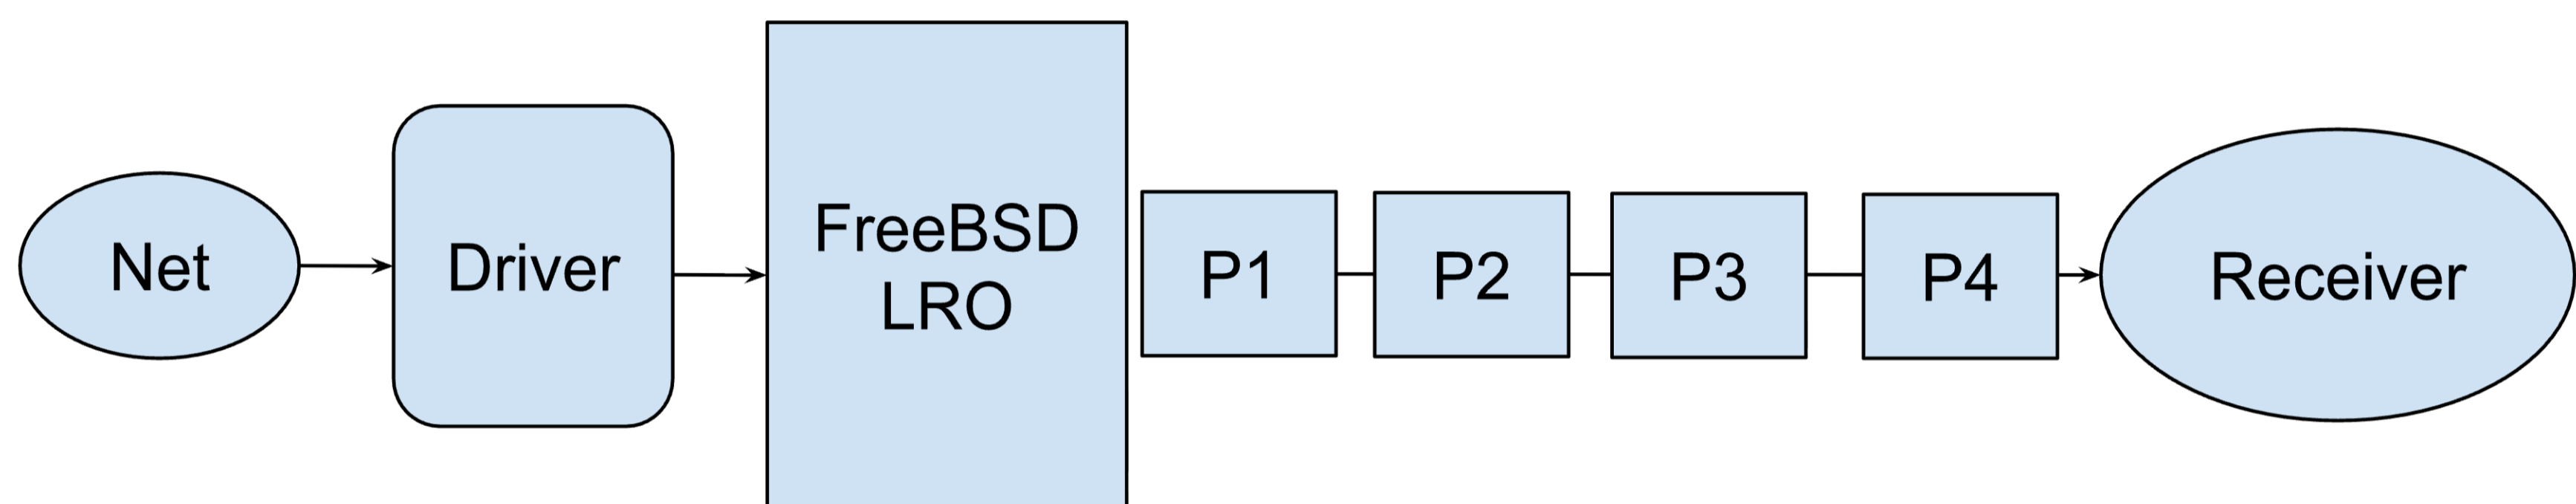 Net
Driver
FreeBSD
LRO
P1
P2
P3
P4
Receiver